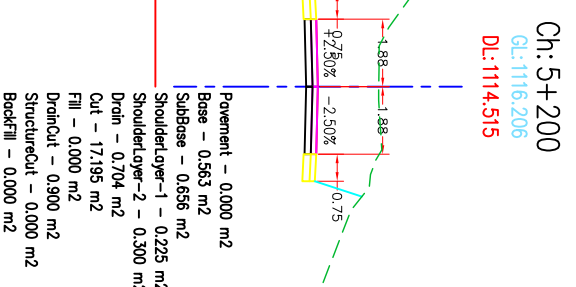 Ch: 5+200
GL:1116.206
DL:1114.515
1.88
1.88
0.75
+2.50%
-2.50%
0.75
Pavement - 0.000 m2
Base - 0.563 m2
SubBase - 0.656 m2
ShoulderLayer-1 - 0.225 m2
ShoulderLayer-2 - 0.300 m2
Drain - 0.704 m2
Cut - 17.195 m2
Fill - 0.000 m2
DrainCut - 0.900 m2
StructureCut - 0.000 m2
BackFill - 0.000 m2